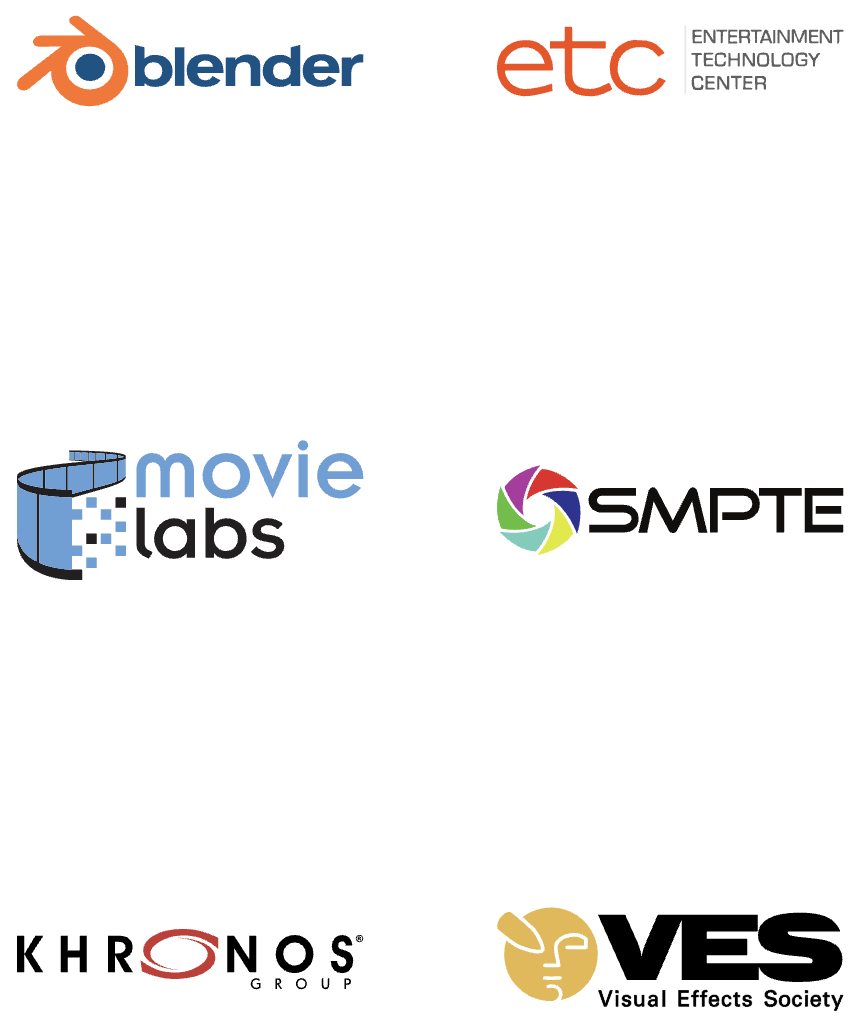 blender
etc
ENTERTAINMENT
TECHNOLOGY
CENTER
movie
labs
SMPTE
KHRONOS®
GROUP
VES
Visual Effects Society